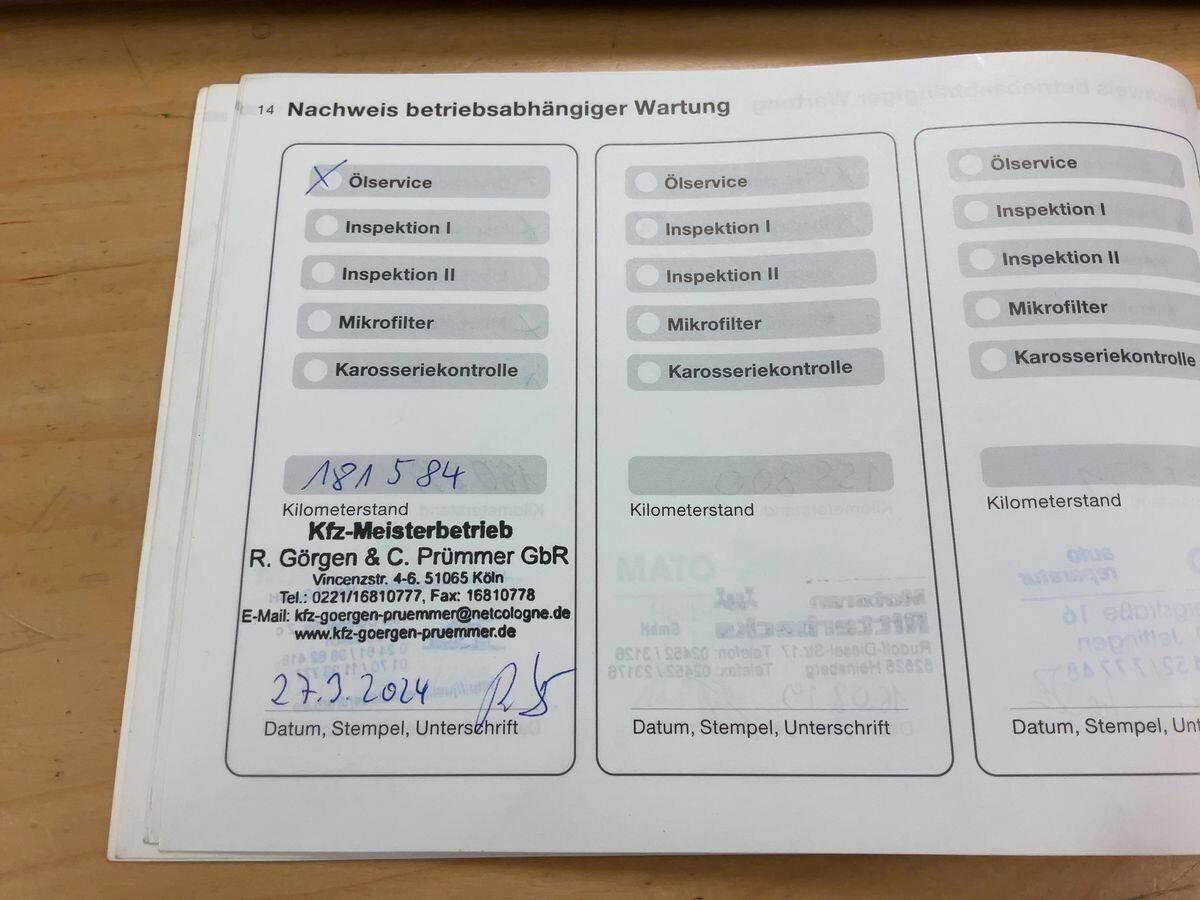 14 Nachweis betriebsabhängiger Wartung
X Ölservice
Inspektion I
Inspektion II
Mikrofilter
Karosseriekontrolle
181 584
Kilometerstand
Kfz-Meisterbetrieb
R. Görgen & C. Prümmer GbR
Vincenzstr. 4-6. 51065 Köln
Tel.: 0221/16810777, Fax: 16810778
E-Mail: kfz-goergen-pruemmer@netcologne.de
www.kfz-goergen-pruemmer.de
27.3.2024
Datum, Stempel, Unterschrift
Ölservice
Inspektion I
Inspektion II
Mikrofilter
Karosseriekontrolle
Kilometerstand
Datum, Stempel, Unterschrift
Ölservice
Inspektion I
Inspektion II
Mikrofilter
Karosseriekontrolle
Kilometerstand
Datum, Stempel, Unt